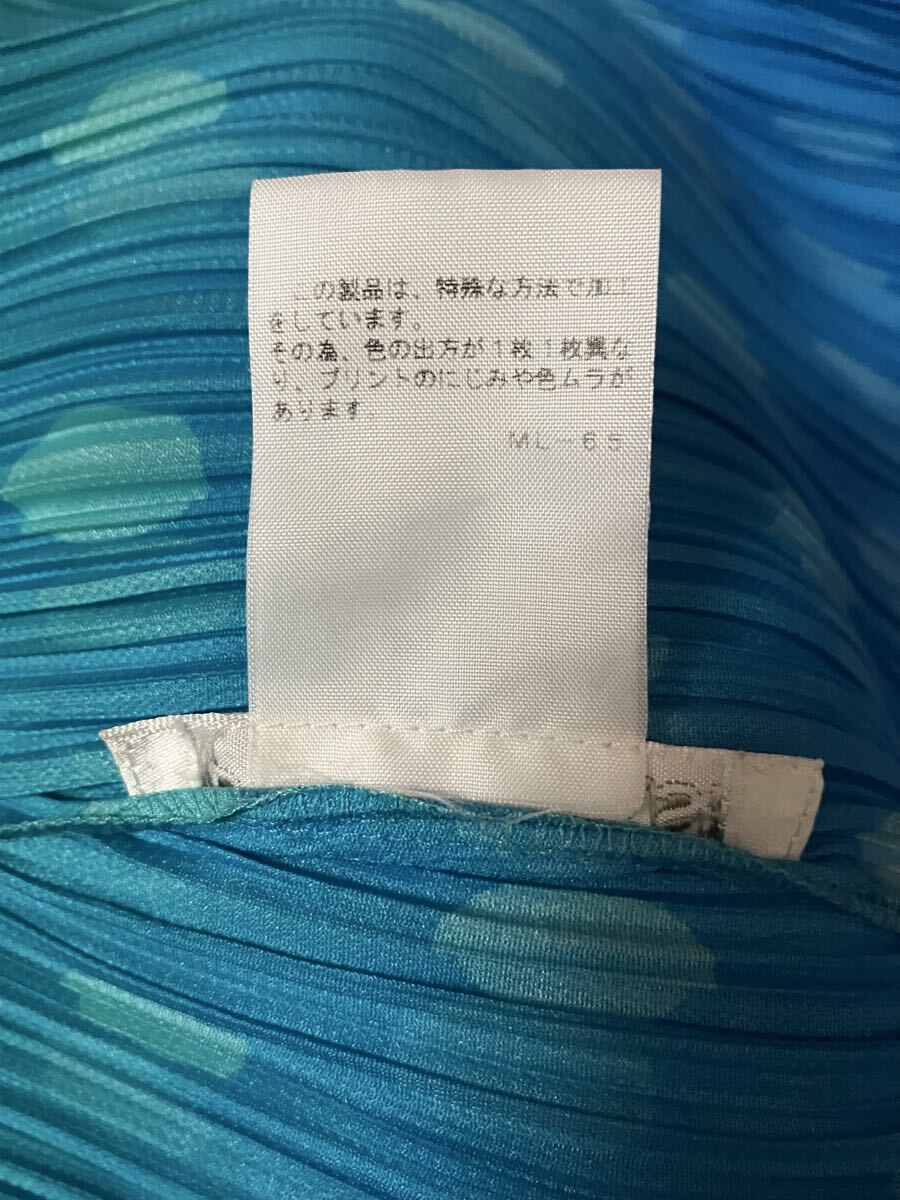 この製品は、特殊な方法で加工
をしています。
その為、色の出方が1枚1枚異な
り、プリントのにじみや色ムラが
あります。
ML-65